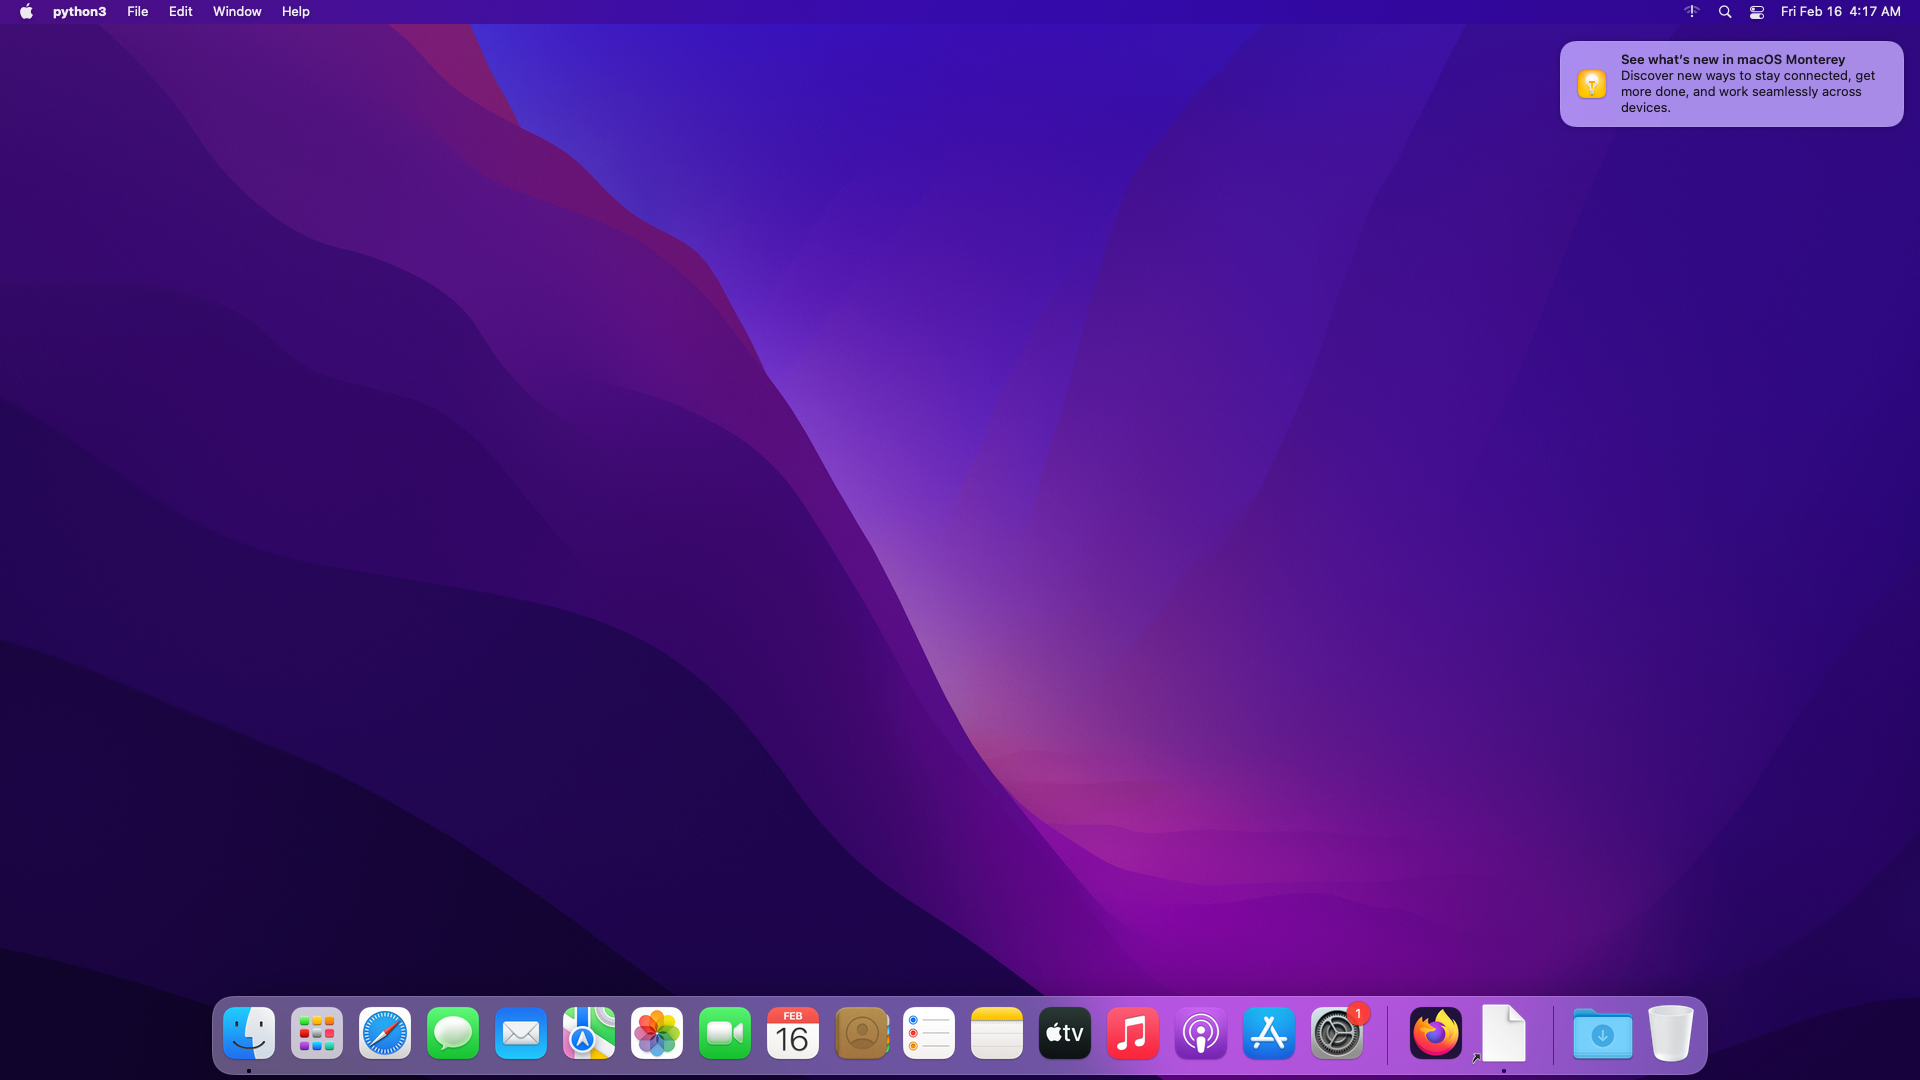 python3 File Edit Window Help Fri Feb 16 4:17 AM
See what's new in macOS Monterey
Discover new ways to stay connected, get
more done, and work seamlessly across
devices.
FEB
16
tv
1